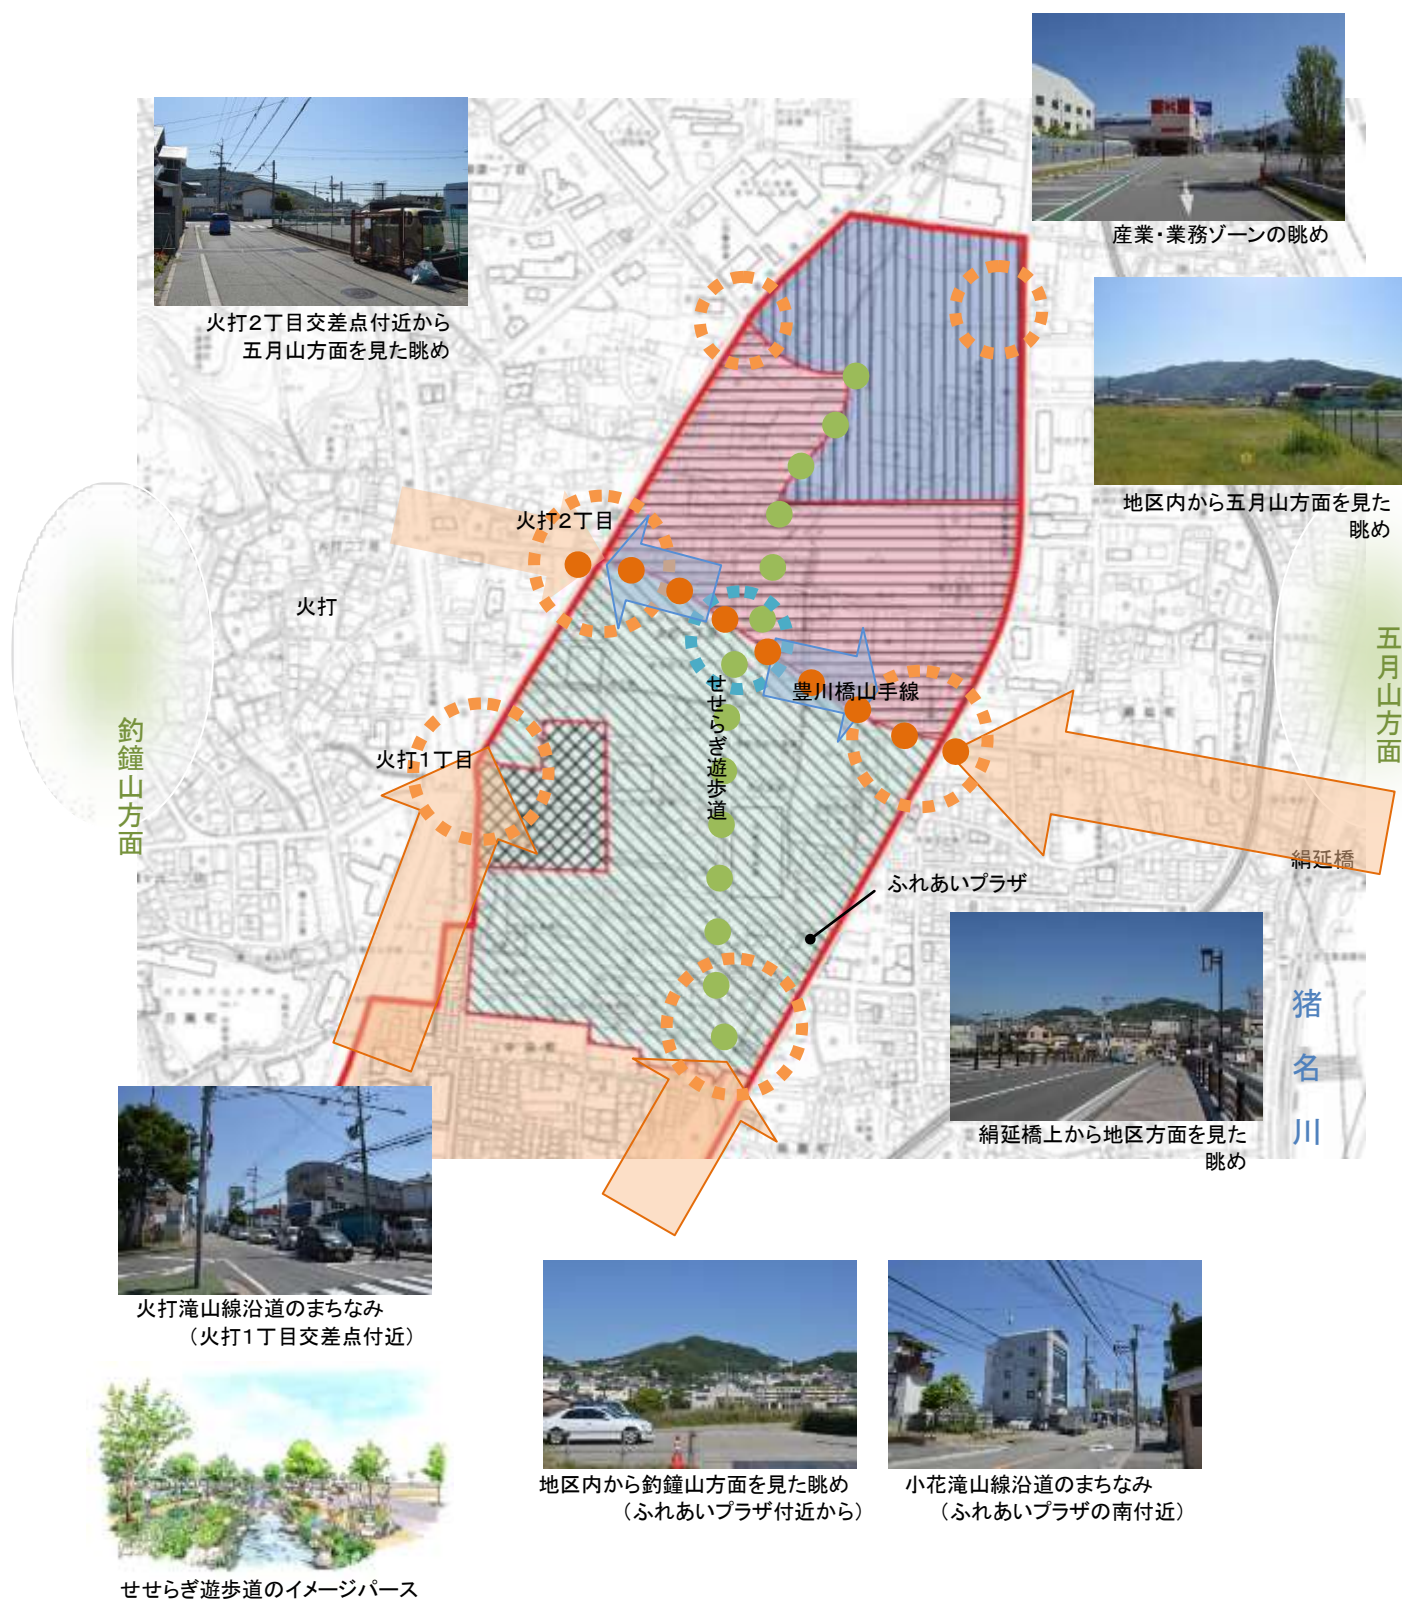 産業・業務ゾーンの眺め
火打2丁目交差点付近から
五月山方面を見た眺め
地区内から五月山方面を見た
眺め
火打2丁目
火打
五月山方面
豊川橋山手線
せせらぎ遊歩道
釣鐘山方面
火打1丁目
絹延橋
ふれあいプラザ
猪名川
絹延橋上から地区方面を見た
眺め
火打滝山線沿道のまちなみ
（火打1丁目交差点付近）
地区内から釣鐘山方面を見た眺め
（ふれあいプラザ付近から）
小花滝山線沿道のまちなみ
（ふれあいプラザの南付近）
せせらぎ遊歩道のイメージパース